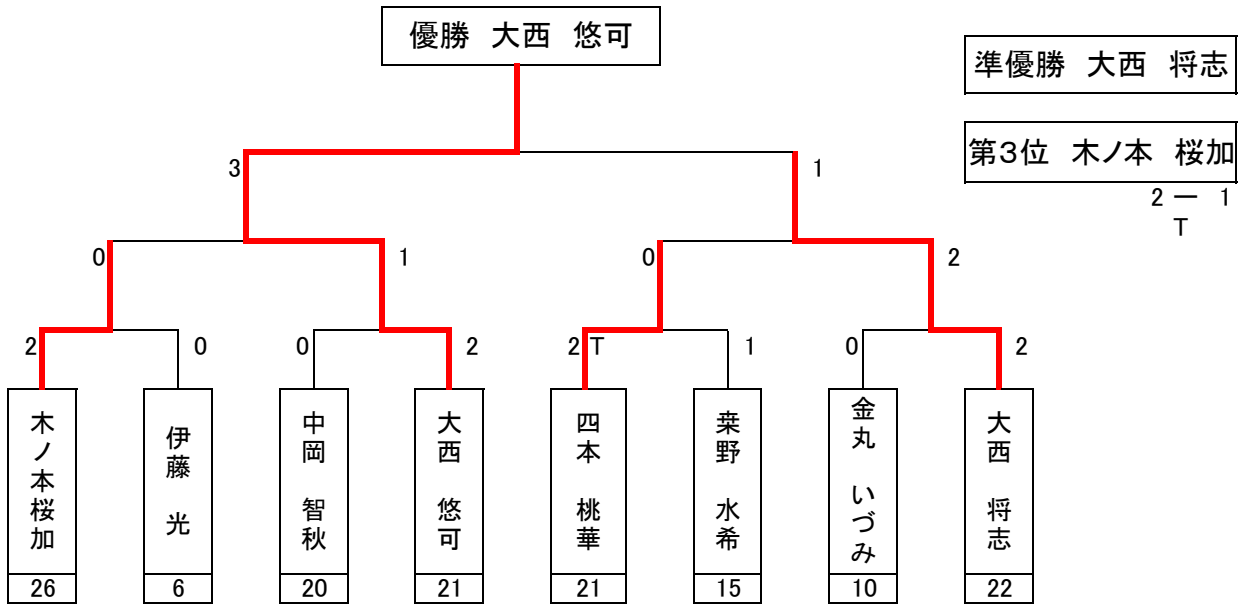 優勝　大西　悠可
準優勝　大西　将志
第3位　木ノ本　桜加
2 ー 1
T
3
1
0
1
0
2
2
0
0
2
2 T
1
0
2
木ノ本桜加
伊藤　光
中岡　智秋
大西　悠可
四本　桃華
桒野　水希
金丸　いづみ
大西　将志
26
6
20
21
21
15
10
22